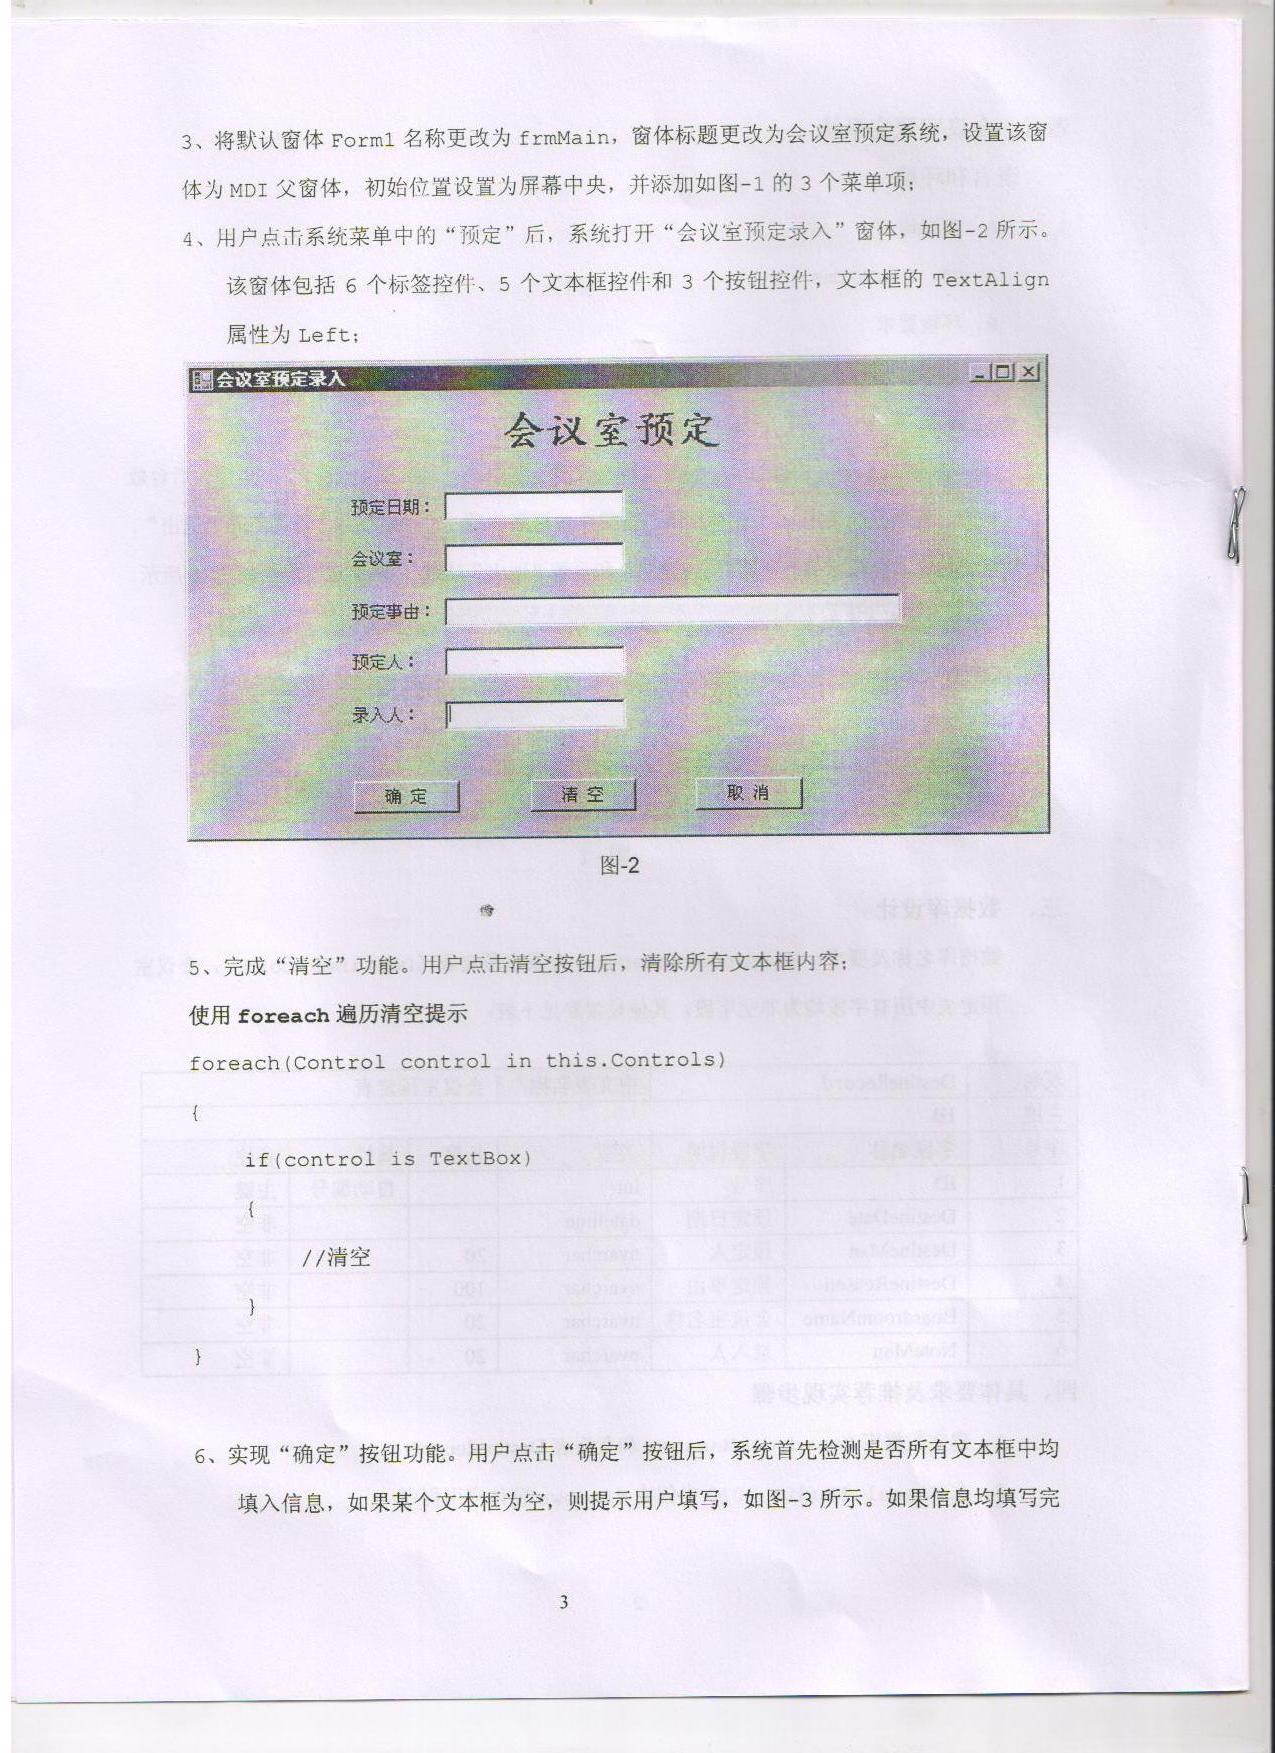 3、将默认窗体 Form1 名称更改为 frmMain，窗体标题更改为会议室预定系统，设置该窗
体为 MDI 父窗体，初始位置设置为屏幕中央，并添加如图-1 的 3 个菜单项；
4、用户点击系统菜单中的“预定”后，系统打开“会议室预定录入”窗体，如图-2 所示。
该窗体包括 6 个标签控件、5 个文本框控件和 3 个按钮控件，文本框的 TextAlign
属性为 Left；
会议室预定录入
会议室预定
预定日期：
会议室：
预定事由：
预定人：
录入人：
确 定 清 空 取 消
图-2
5、完成“清空”功能。用户点击清空按钮后，清除所有文本框内容；
使用 foreach 遍历清空提示
foreach(Control control in this.Controls)
{
if(control is TextBox)
{
//清空
}
}
6、实现“确定”按钮功能。用户点击“确定”按钮后，系统首先检测是否所有文本框中均
填入信息，如果某个文本框为空，则提示用户填写，如图-3 所示。如果信息均填写完
3